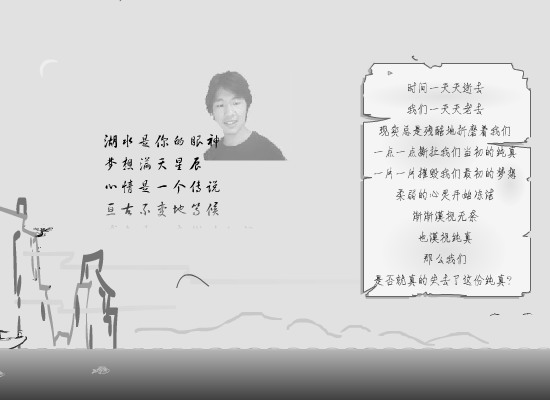 湖水是你的眼神
梦想满天星辰
心情是一个传说
亘古不变地等候
时间一天天逝去
我们一天天老去
现实总是残酷地折磨着我们
一点一点撕扯我们当初的纯真
一片一片摧毁我们最初的梦想
柔弱的心灵开始冻结
渐渐漠视无奈
也漠视纯真
那么我们
是否就真的失去了这份纯真？